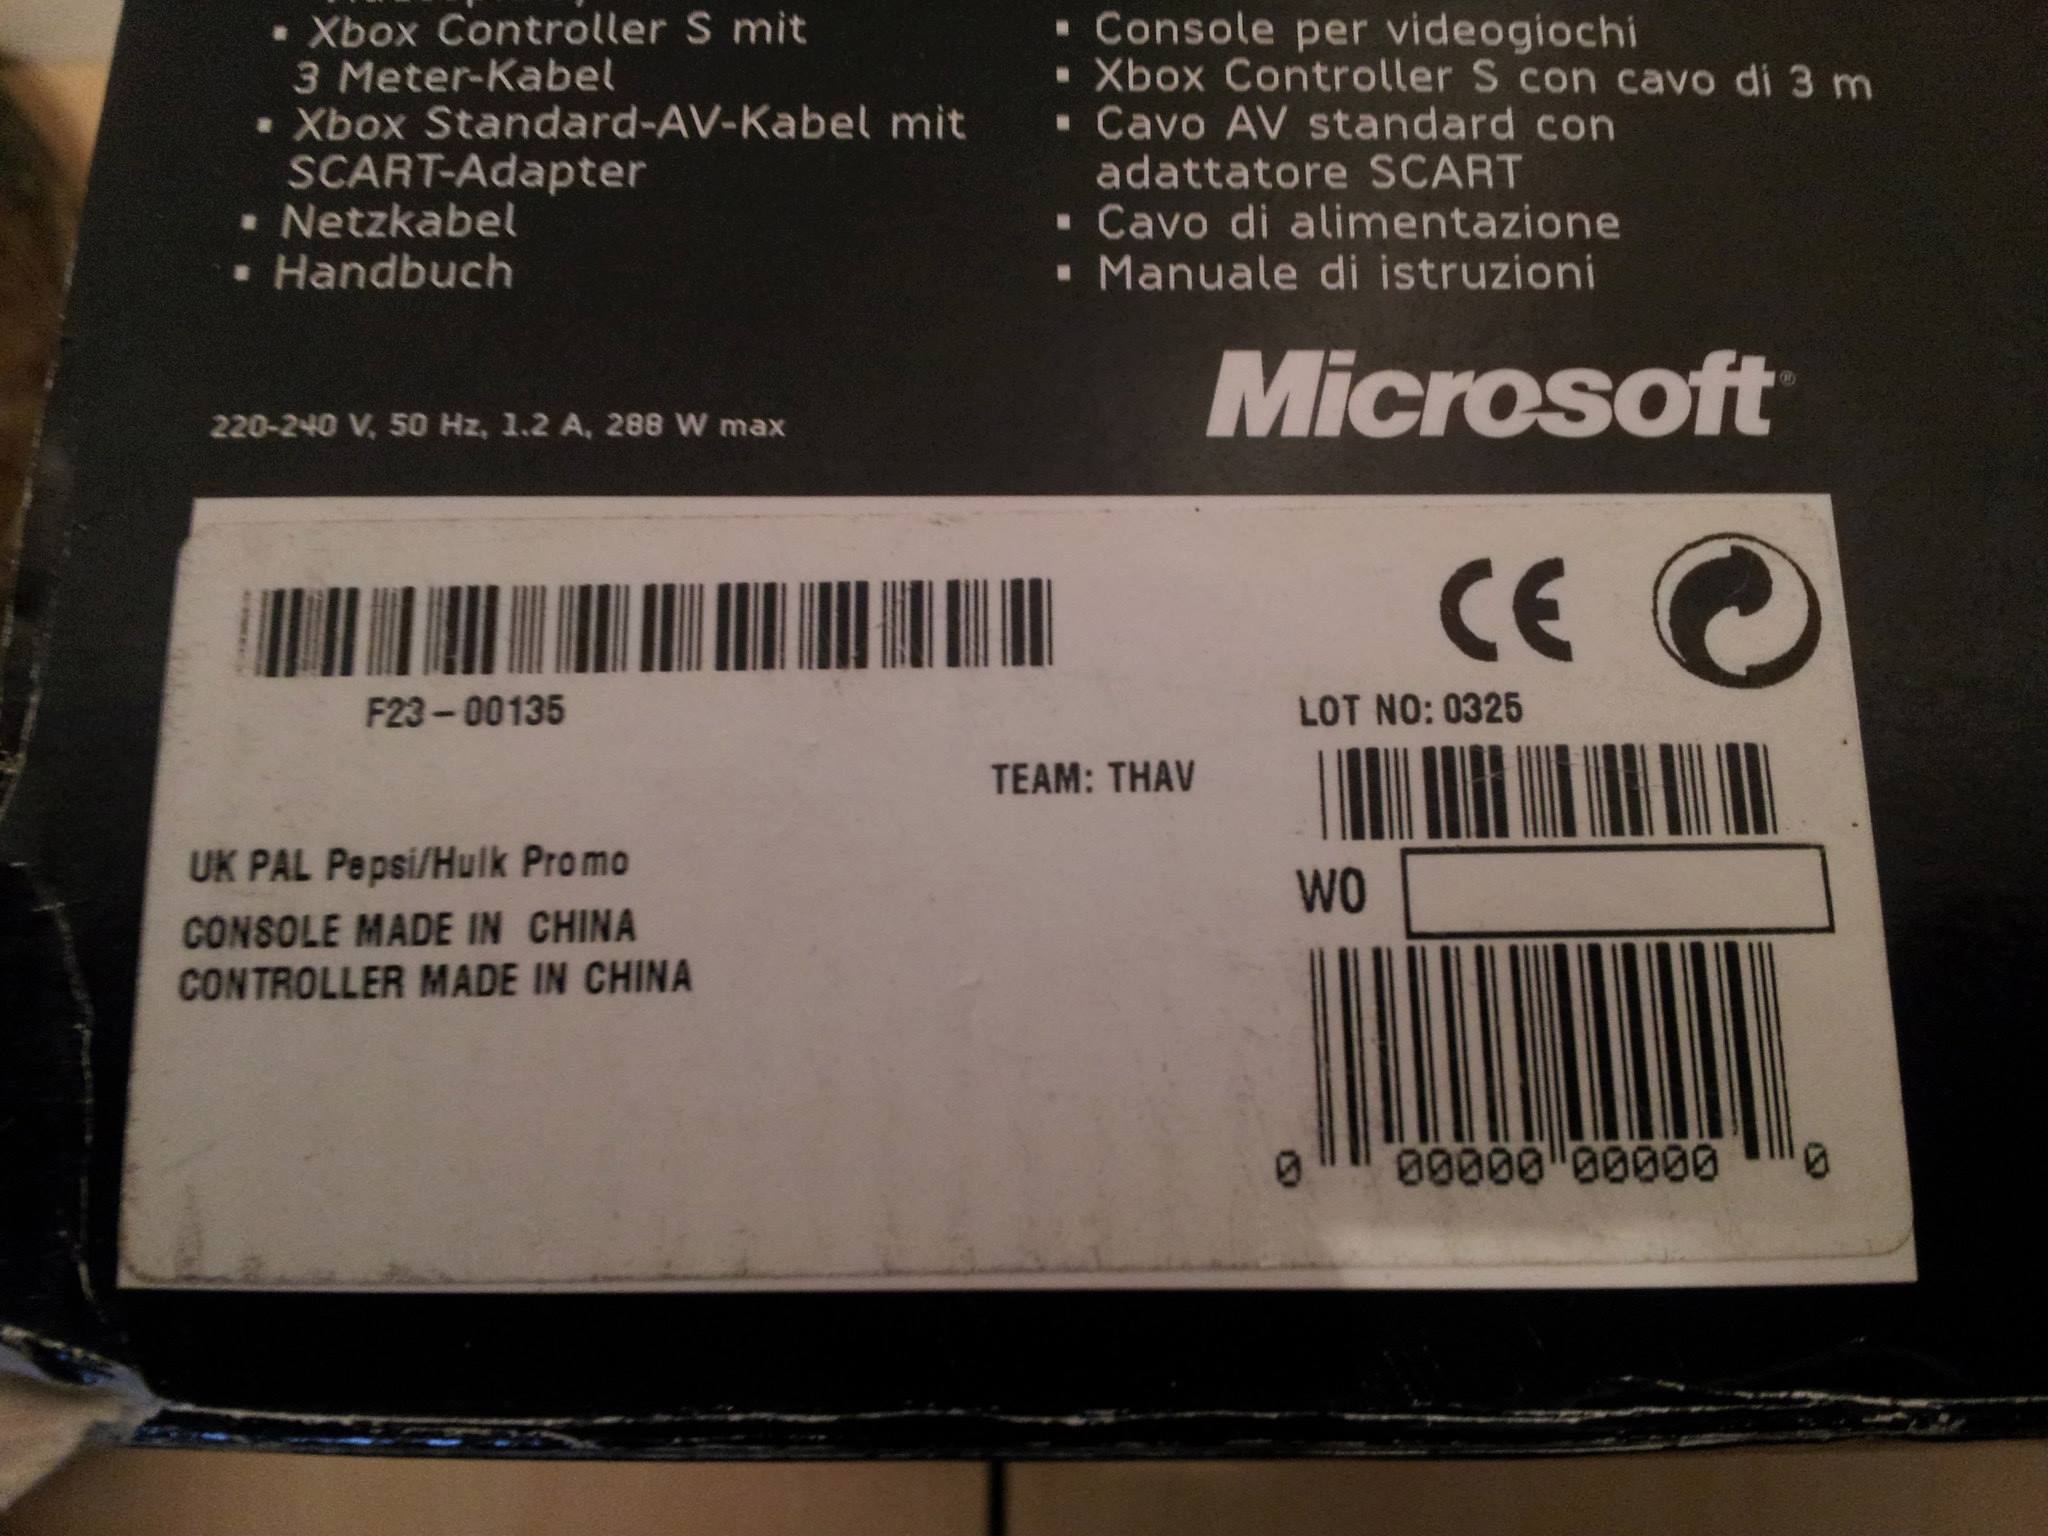 ▪ Xbox Controller S mit
3 Meter-Kabel
▪ Xbox Standard-AV-Kabel mit
SCART-Adapter
▪ Netzkabel
▪ Handbuch
▪ Console per videogiochi
▪ Xbox Controller S con cavo di 3 m
▪ Cavo AV standard con
adattatore SCART
▪ Cavo di alimentazione
▪ Manuale di istruzioni
220-240 V, 50 Hz, 1.2 A, 288 W max
Microsoft®
CE
F23-00135
LOT NO: 0325
TEAM: THAV
UK PAL Pepsi/Hulk Promo
WO
CONSOLE MADE IN CHINA
CONTROLLER MADE IN CHINA
0 00000 00000 0